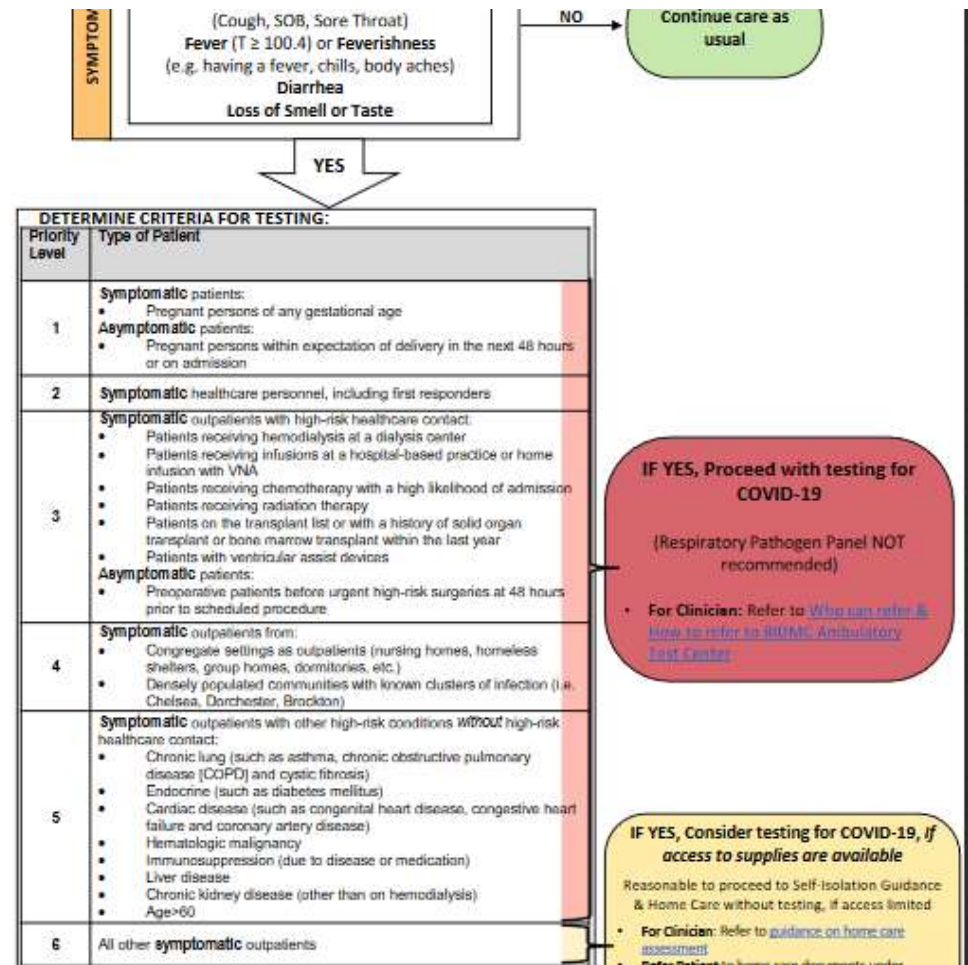 SYMPTOM
(Cough, SOB, Sore Throat)
Fever (T ≥ 100.4) or Feverishness
(e.g. having a fever, chills, body aches)
Diarrhea
Loss of Smell or Taste
NO
Continue care as
usual
YES
DETERMINE CRITERIA FOR TESTING:
Priority Level
Type of Patient
1
Symptomatic patients:
• Pregnant persons of any gestational age
Asymptomatic patients:
• Pregnant persons within expectation of delivery in the next 48 hours
or on admission
2
Symptomatic healthcare personnel, including first responders
3
Symptomatic outpatients with high-risk healthcare contact:
• Patients receiving hemodialysis at a dialysis center
• Patients receiving infusions at a hospital-based practice or home
infusion with VNA
• Patients receiving chemotherapy with a high likelihood of admission
• Patients receiving radiation therapy
• Patients on the transplant list or with a history of solid organ
transplant or bone marrow transplant within the last year
• Patients with ventricular assist devices
Asymptomatic patients:
• Preoperative patients before urgent high-risk surgeries at 48 hours
prior to scheduled procedure
4
Symptomatic outpatients from:
• Congregate settings as outpatients (nursing homes, homeless
shelters, group homes, dormitories, etc.)
• Densely populated communities with known clusters of infection (i.e.
Chelsea, Dorchester, Brockton)
5
Symptomatic outpatients with other high-risk conditions without high-risk
healthcare contact:
• Chronic lung (such as asthma, chronic obstructive pulmonary
disease [COPD] and cystic fibrosis)
• Endocrine (such as diabetes mellitus)
• Cardiac disease (such as congenital heart disease, congestive heart
failure and coronary artery disease)
• Hematologic malignancy
• Immunosuppression (due to disease or medication)
• Liver disease
• Chronic kidney disease (other than on hemodialysis)
• Age>60
6
All other symptomatic outpatients
IF YES, Proceed with testing for
COVID-19
(Respiratory Pathogen Panel NOT
recommended)
• For Clinician: Refer to Who can refer &
How to refer to BIDMC Ambulatory
Test Center
IF YES, Consider testing for COVID-19, if
access to supplies are available
Reasonable to proceed to Self-Isolation Guidance
& Home Care without testing, if access limited
• For Clinician: Refer to guidance on home care
assessment